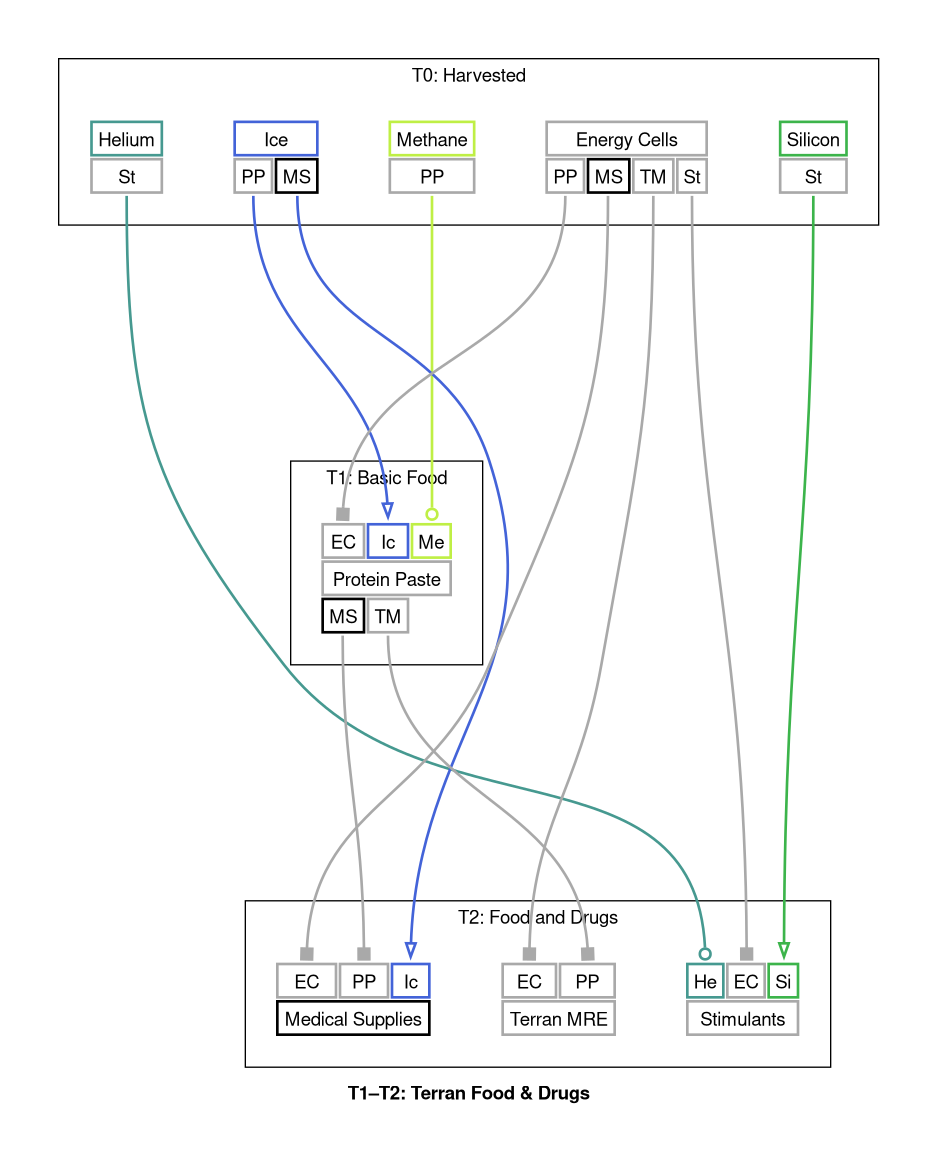 T0: Harvested
Helium Ice Methane Energy Cells Silicon
St PP MS PP PP MS TM St St
T1: Basic Food
EC Ic Me
Protein Paste
MS TM
T2: Food and Drugs
EC PP Ic EC PP He EC Si
Medical Supplies Terran MRE Stimulants
T1–T2: Terran Food & Drugs